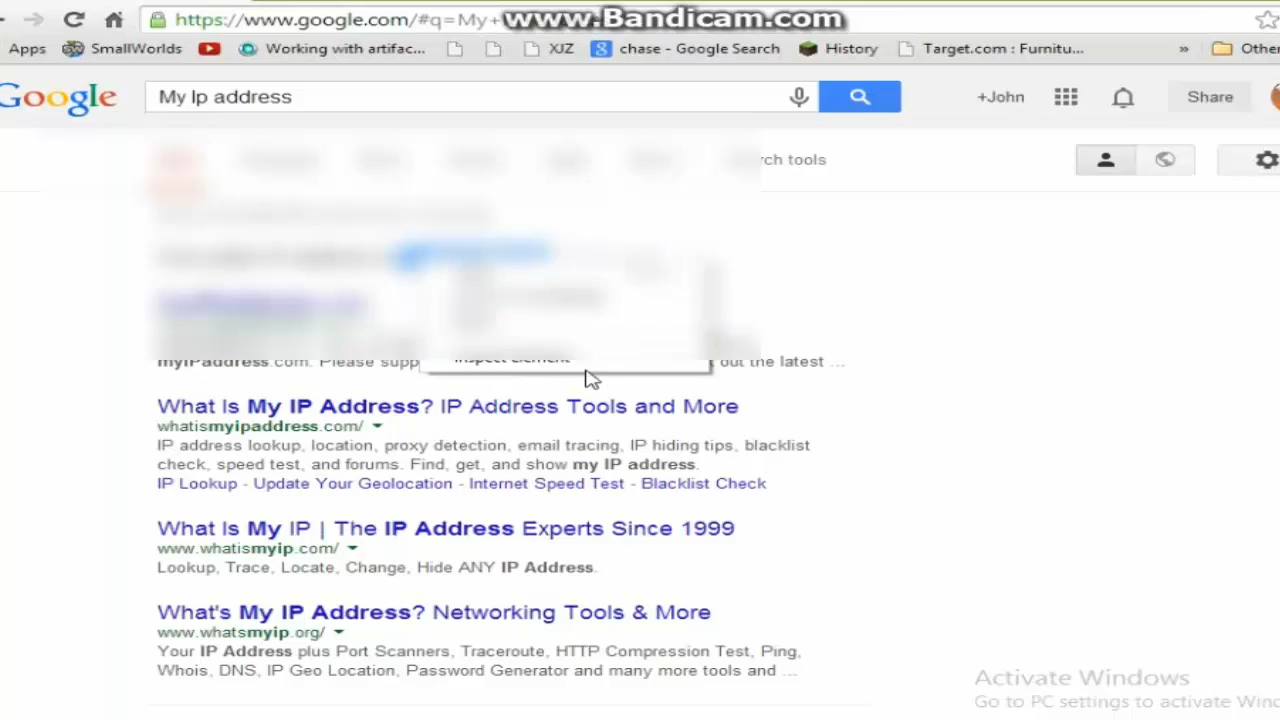 https://www.google.com/#q=My+
www.Bandicam.com
Apps SmallWorlds Working with artifac... XJZ chase - Google Search History Target.com : Furnitu... » Other
Google My Ip address +John Share
rch tools
myipaddress.com. Please supp Inspect element out the latest ...
What Is My IP Address? IP Address Tools and More
whatismyipaddress.com/
IP address lookup, location, proxy detection, email tracing, IP hiding tips, blacklist
check, speed test, and forums. Find, get, and show my IP address.
IP Lookup - Update Your Geolocation - Internet Speed Test - Blacklist Check
What Is My IP | The IP Address Experts Since 1999
www.whatismyip.com/
Lookup, Trace, Locate, Change, Hide ANY IP Address.
What's My IP Address? Networking Tools & More
www.whatsmyip.org/
Your IP Address plus Port Scanners, Traceroute, HTTP Compression Test, Ping,
Whois, DNS, IP Geo Location, Password Generator and many more tools and ...
Activate Windows
Go to PC settings to activate Win